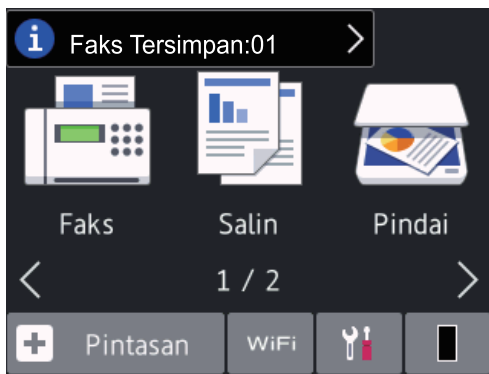 Faks Tersimpan:01
Faks
Salin
Pindai
1 / 2
Pintasan
WiFi